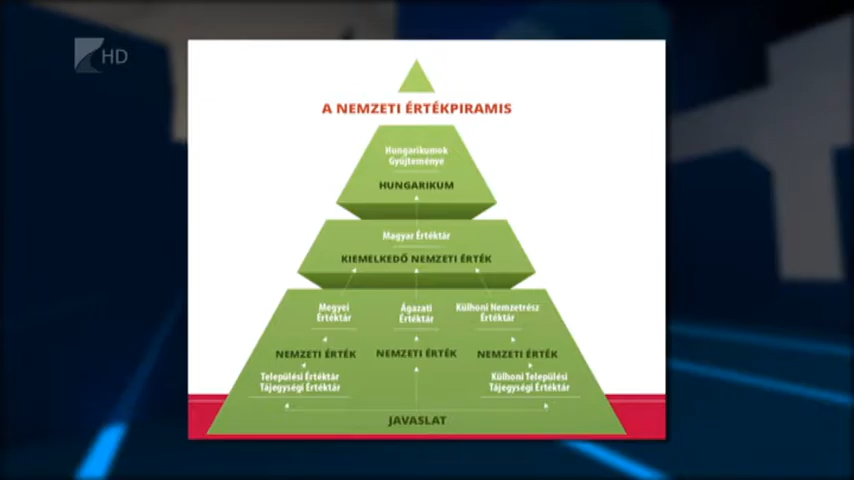 HD
A NEMZETI ÉRTÉKPIRAMIS
Hungarikumok
Gyűjteménye
HUNGARIKUM
Magyar Értéktár
KIEMELKEDŐ NEMZETI ÉRTÉK
Megyei
Értéktár
Ágazati
Értéktár
Külhoni Nemzetrész
Értéktár
NEMZETI ÉRTÉK
NEMZETI ÉRTÉK
NEMZETI ÉRTÉK
Települési Értéktár
Tájegységi Értéktár
Külhoni Települési
Tájegységi Értéktár
JAVASLAT